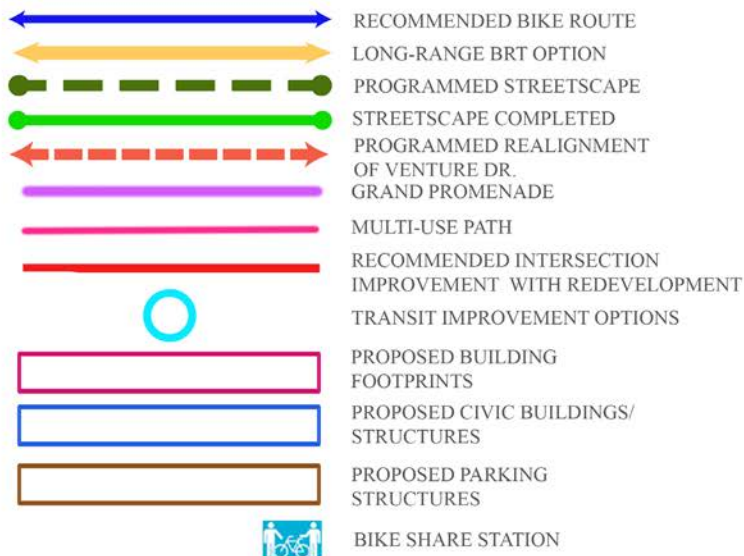 RECOMMENDED BIKE ROUTE
LONG-RANGE BRT OPTION
PROGRAMMED STREETSCAPE
STREETSCAPE COMPLETED
PROGRAMMED REALIGNMENT
OF VENTURE DR.
GRAND PROMENADE
MULTI-USE PATH
RECOMMENDED INTERSECTION
IMPROVEMENT WITH REDEVELOPMENT
TRANSIT IMPROVEMENT OPTIONS
PROPOSED BUILDING
FOOTPRINTS
PROPOSED CIVIC BUILDINGS/
STRUCTURES
PROPOSED PARKING
STRUCTURES
BIKE SHARE STATION